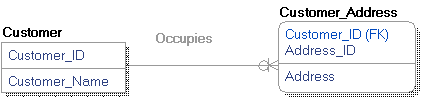 Customer
Customer_ID
Customer_Name
Occupies
Customer_Address
Customer_ID (FK)
Address_ID
Address